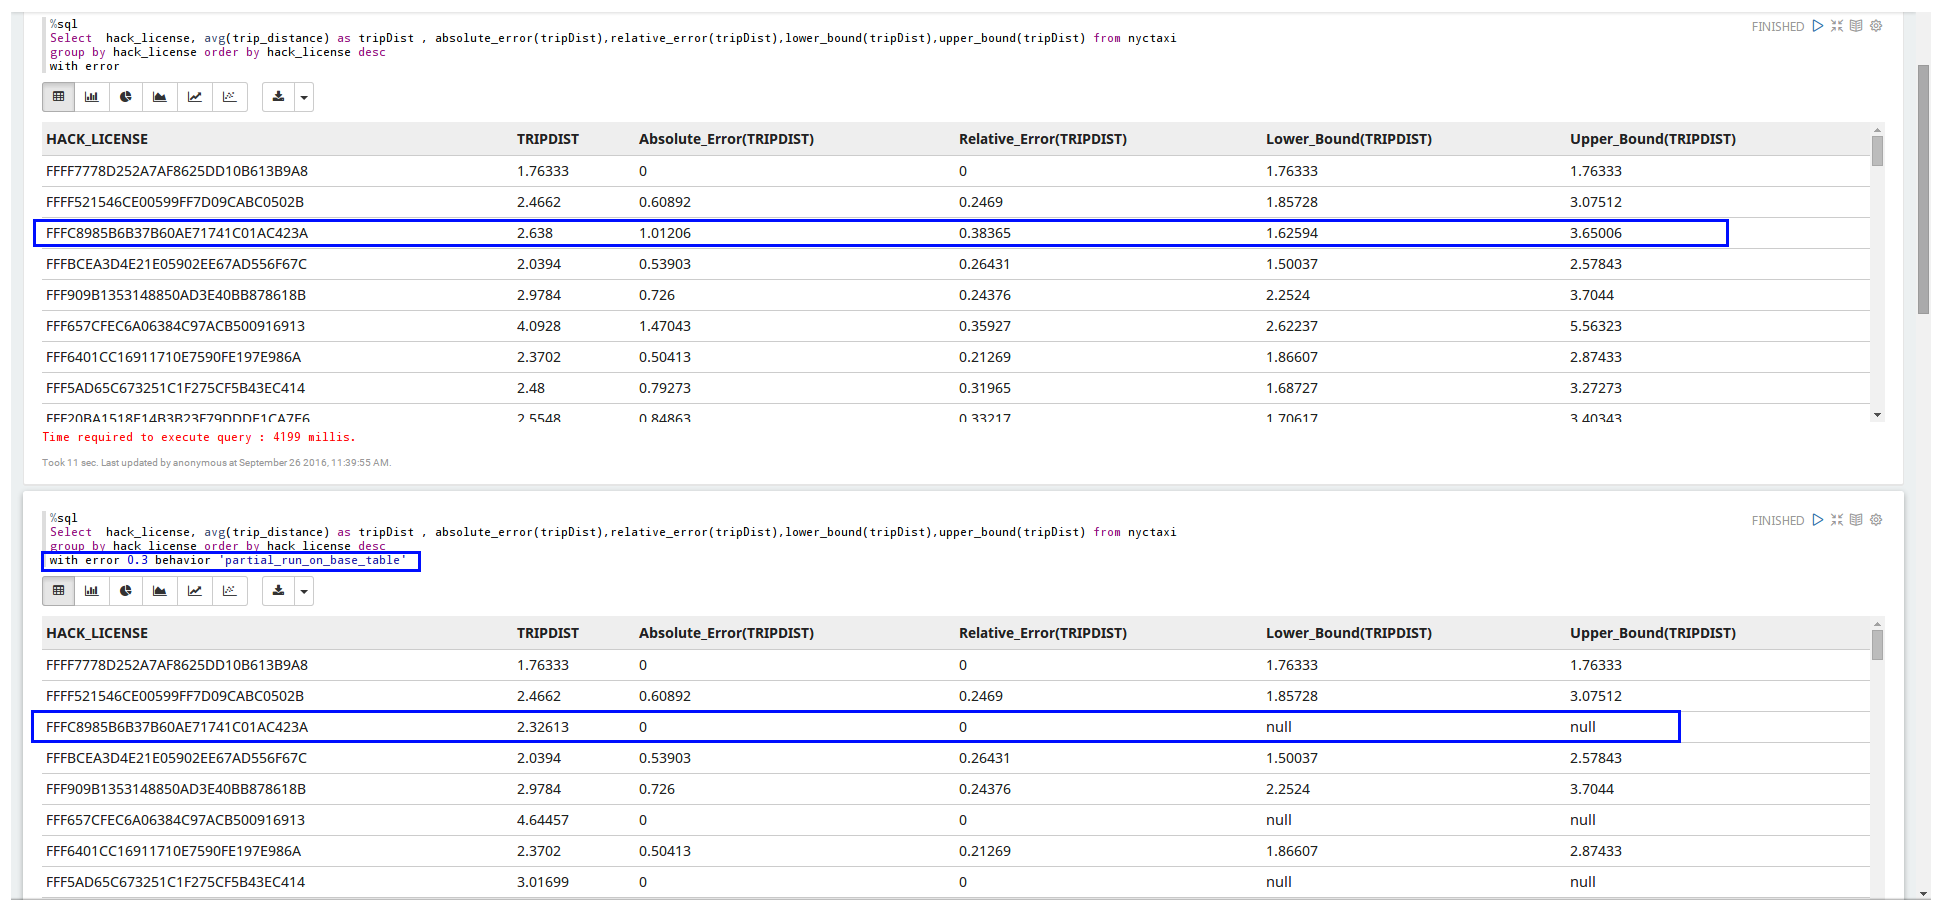 %sql
Select  hack_license, avg(trip_distance) as tripDist , absolute_error(tripDist),relative_error(tripDist),lower_bound(tripDist),upper_bound(tripDist) from nyctaxi
group by hack_license order by hack_license desc
with error
FINISHED
HACK_LICENSE TRIPDIST Absolute_Error(TRIPDIST) Relative_Error(TRIPDIST) Lower_Bound(TRIPDIST) Upper_Bound(TRIPDIST)
FFFF7778D252A7AF8625DD10B613B9A8 1.76333 0 0 1.76333 1.76333
FFFF521546CE00599FF7D09CABC0502B 2.4662 0.60892 0.2469 1.85728 3.07512
FFFC8985B6B37B60AE71741C01AC423A 2.638 1.01206 0.38365 1.62594 3.65006
FFFBCEA3D4E21E05902EE67AD556F67C 2.0394 0.53903 0.26431 1.50037 2.57843
FFF909B1353148850AD3E40BB878618B 2.9784 0.726 0.24376 2.2524 3.7044
FFF657CFEC6A06384C97ACB500916913 4.0928 1.47043 0.35927 2.62237 5.56323
FFF6401CC16911710E7590FE197E986A 2.3702 0.50413 0.21269 1.86607 2.87433
FFF5AD65C673251C1F275CF5B43EC414 2.48 0.79273 0.31965 1.68727 3.27273
FFF20BA1518F14B3B23F79DDDF1CA7F6 2.5548 0.84863 0.33217 1.70617 3.40343
Time required to execute query : 4199 millis.
Took 11 sec. Last updated by anonymous at September 26 2016, 11:39:55 AM.
%sql
Select  hack_license, avg(trip_distance) as tripDist , absolute_error(tripDist),relative_error(tripDist),lower_bound(tripDist),upper_bound(tripDist) from nyctaxi
group by hack_license order by hack_license desc
with error 0.3 behavior 'partial_run_on_base_table'
FINISHED
HACK_LICENSE TRIPDIST Absolute_Error(TRIPDIST) Relative_Error(TRIPDIST) Lower_Bound(TRIPDIST) Upper_Bound(TRIPDIST)
FFFF7778D252A7AF8625DD10B613B9A8 1.76333 0 0 1.76333 1.76333
FFFF521546CE00599FF7D09CABC0502B 2.4662 0.60892 0.2469 1.85728 3.07512
FFFC8985B6B37B60AE71741C01AC423A 2.32613 0 0 null null
FFFBCEA3D4E21E05902EE67AD556F67C 2.0394 0.53903 0.26431 1.50037 2.57843
FFF909B1353148850AD3E40BB878618B 2.9784 0.726 0.24376 2.2524 3.7044
FFF657CFEC6A06384C97ACB500916913 4.64457 0 0 null null
FFF6401CC16911710E7590FE197E986A 2.3702 0.50413 0.21269 1.86607 2.87433
FFF5AD65C673251C1F275CF5B43EC414 3.01699 0 0 null null